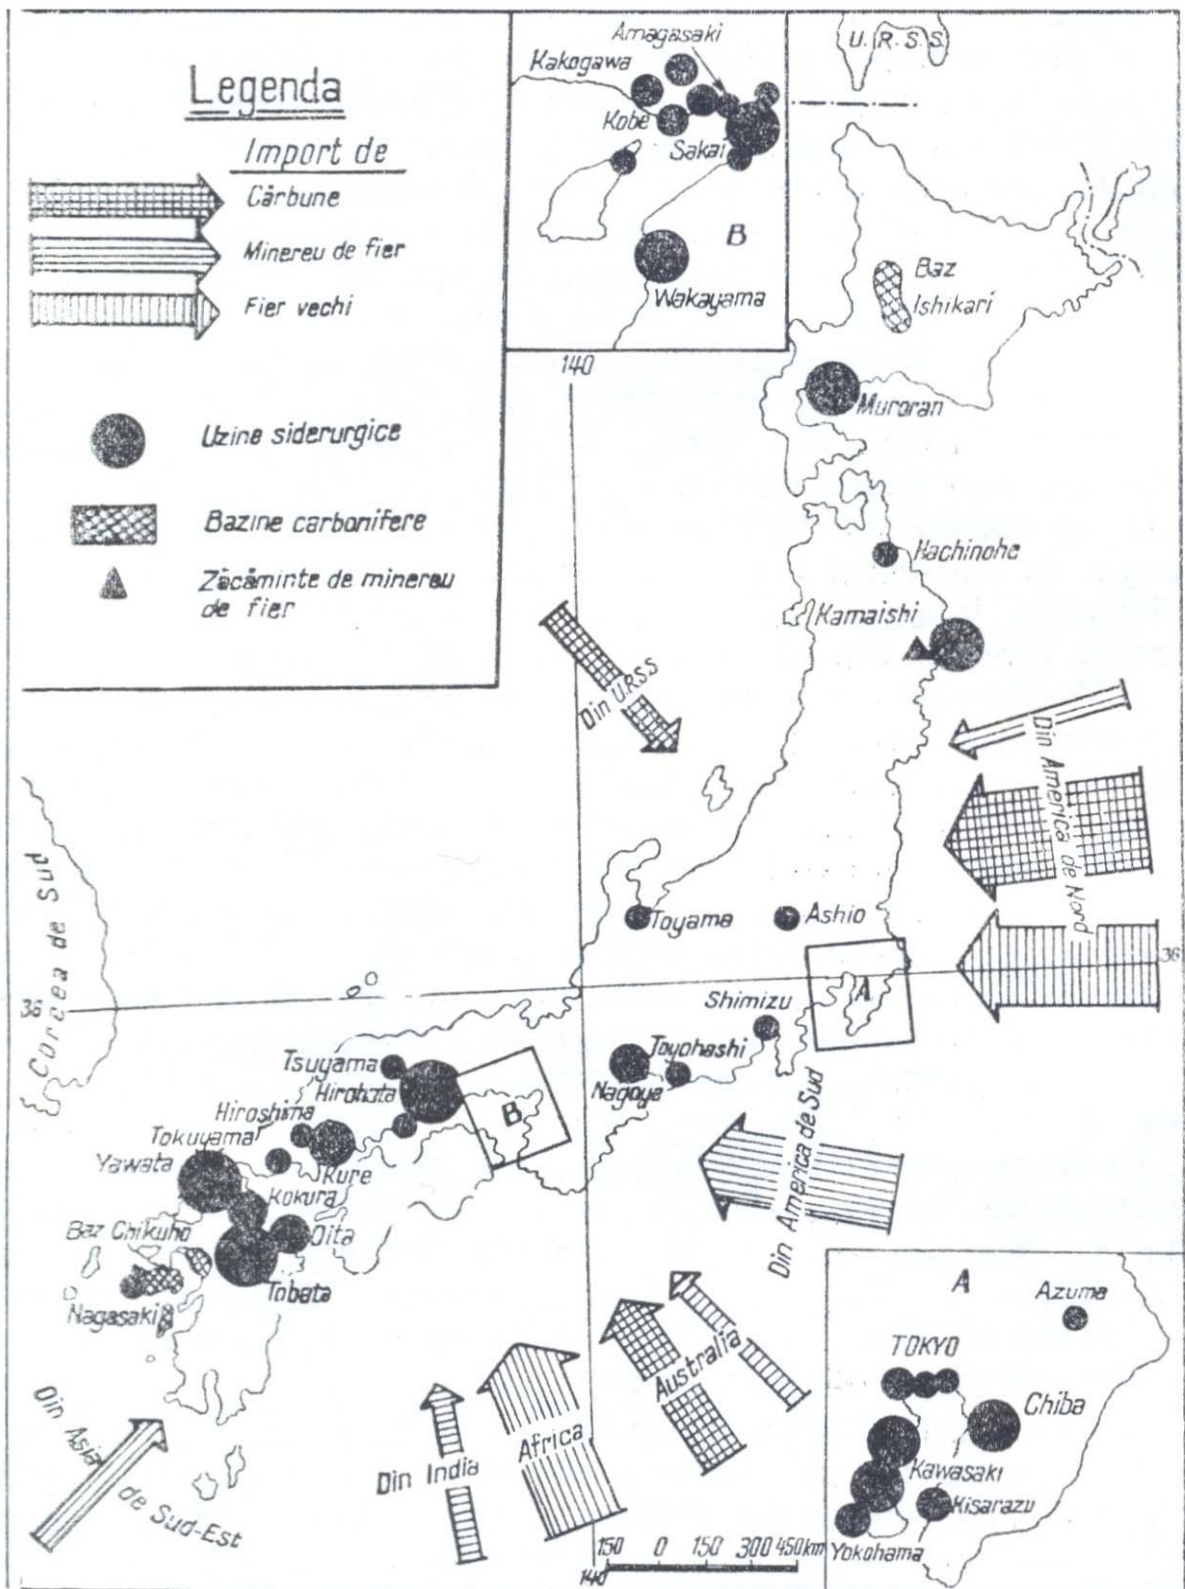 Legenda
Import de
Cărbune
Minereu de fier
Fier vechi
Uzine siderurgice
Bazine carbonifere
Zăcăminte de minereu
de fier
Amagasaki
Kakogawa
Kobe
Sakai
B
Wakayama
U.R.S.S.
Baz
Ishikari
140
Muroran
Hachinohe
Kamaishi
Din U.R.S.S
Din America de Nord
Corcea de Sud
Toyama
Ashio
36
36
A
Shimizu
Tsuyama
Hirohata
Toyohashi
Nagoya
B
Hiroshima
Tokuyama
Yawata
Kure
Kokura
Baz Chikuho
Oita
Tobata
Nagasaki
Din America de Sud
Din Asia
de Sud-Est
Din India
Africa
Australia
A
Azuma
TOKYO
Chiba
Kawasaki
Kisarazu
Yokohama
150 0 150 300 450km
140